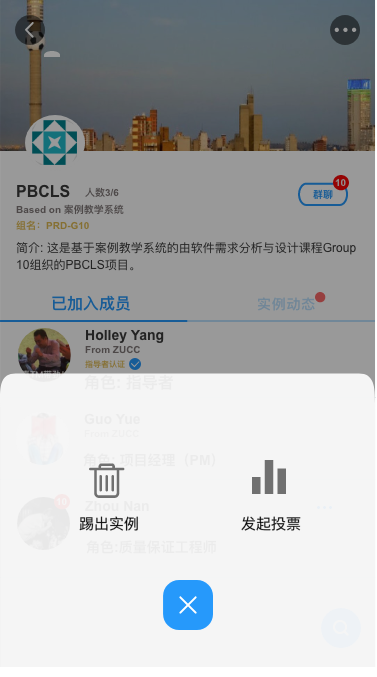 PBCLS 人数3/6
10
群聊
Based on 案例教学系统
组名：PRD-G10
简介: 这是基于案例教学系统的由软件需求分析与设计课程Group
10组织的PBCLS项目。
已加入成员
实例动态
Holley Yang
From ZUCC
指导者认证
角色: 指导者
Guo Yue
From ZUCC
角色: 项目经理（PM）
10
Zhou Nan
踢出实例
发起投票
角色:质量保证工程师